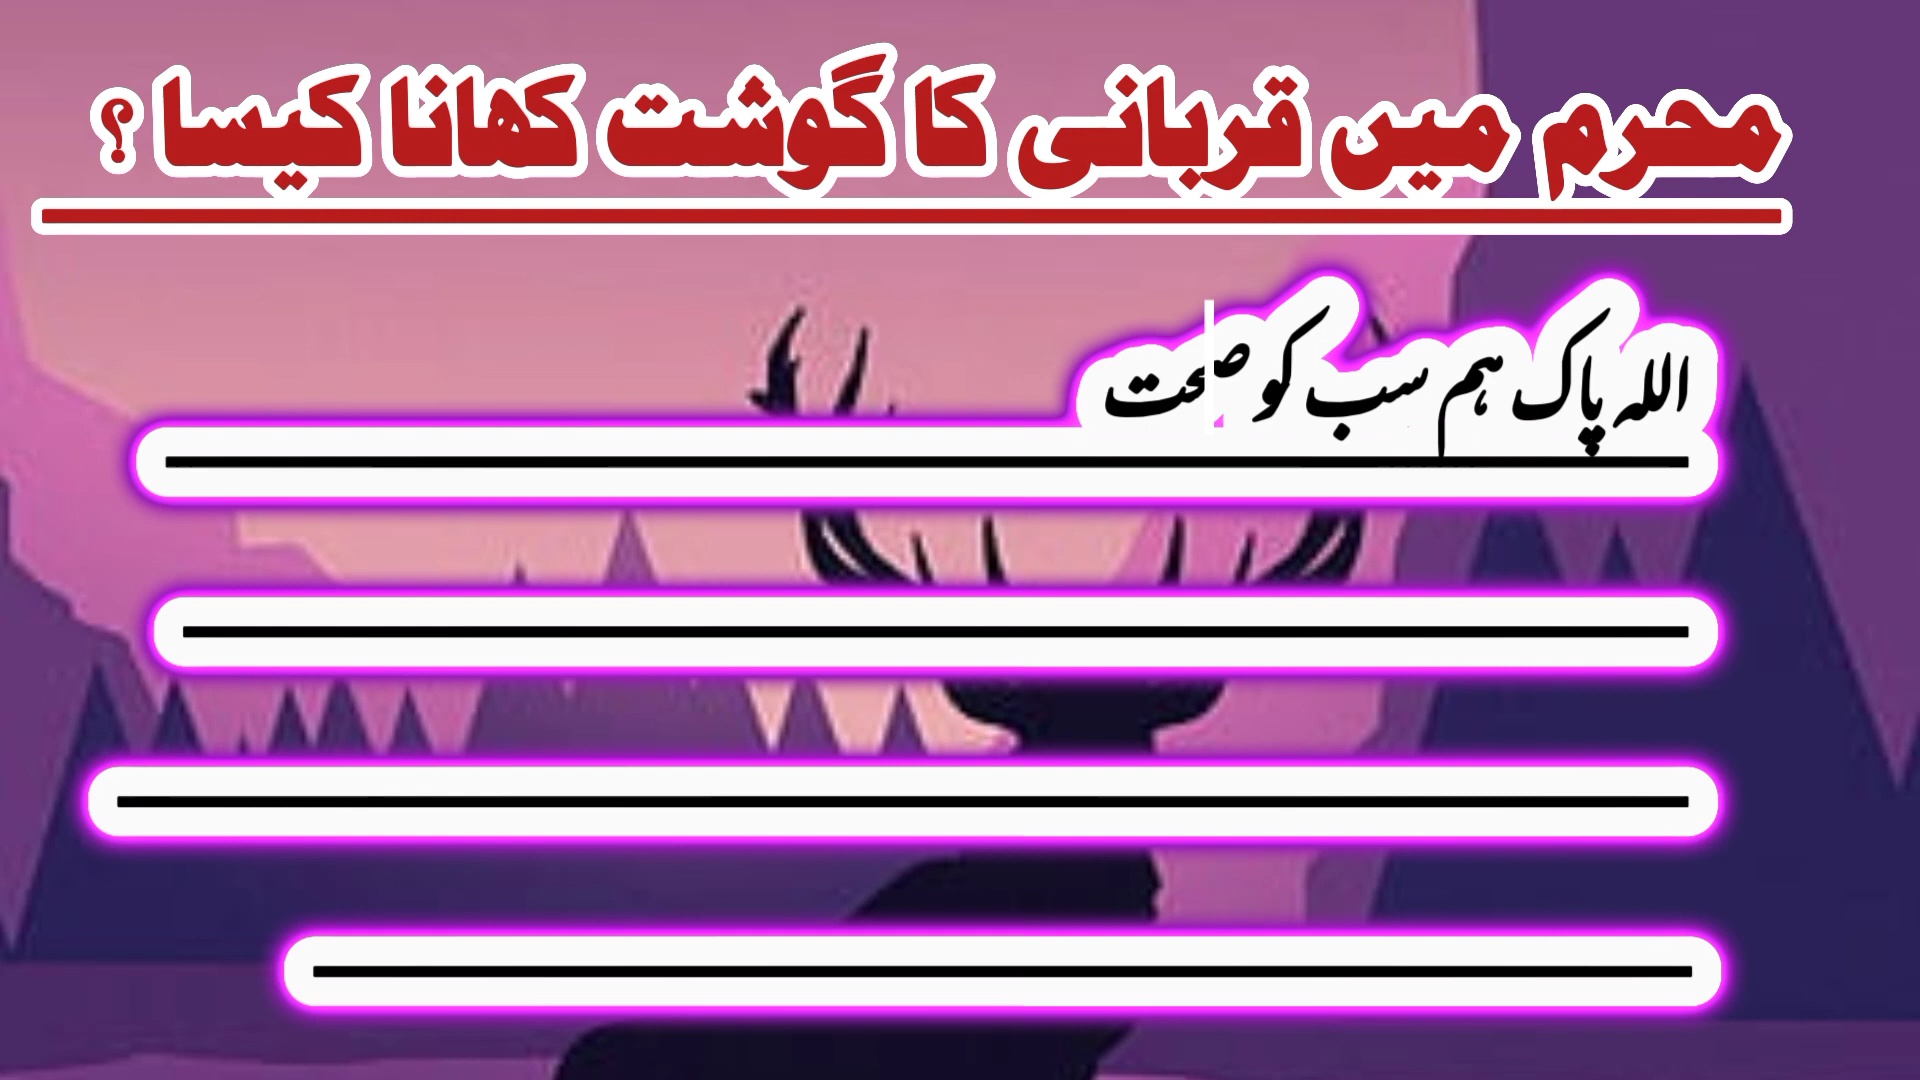 محرم میں قربانی کا گوشت کھانا کیسا ؟
اللہ پاک ہم سب کو صحت